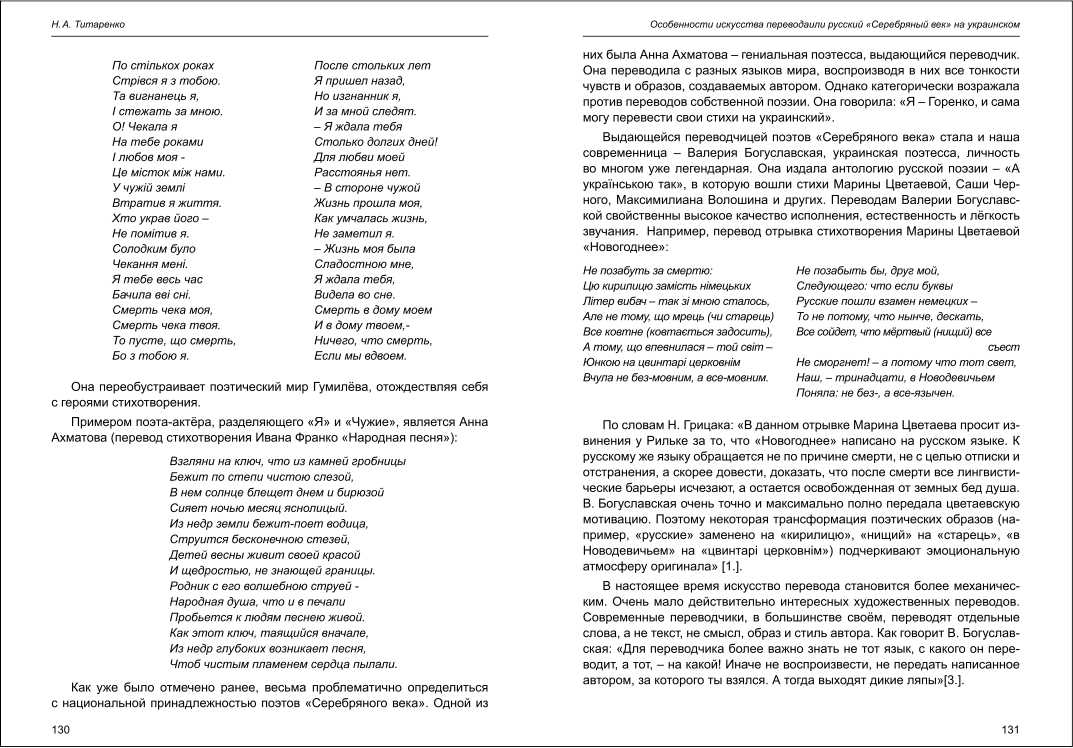 Н. А. Титаренко
По стількох роках
Стрівся я з тобою.
Та вигнанець я,
І стежать за мною.
О! Чекала я
На тебе роками
І любов моя -
Це місток між нами.
У чужій землі
Втратив я життя.
Хто украв його –
Не помітив я.
Солодким було
Чекання мені.
Я тебе весь час
Бачила вві сні.
Смерть чека моя,
Смерть чека твоя.
То пусте, що смерть,
Бо з тобою я.
После стольких лет
Я пришел назад,
Но изгнанник я,
И за мной следят.
– Я ждала тебя
Столько долгих дней!
Для любви моей
Расстоянья нет.
– В стороне чужой
Жизнь прошла моя,
Как умчалась жизнь,
Не заметил я.
– Жизнь моя была
Сладостною мне,
Я ждала тебя,
Видела во сне.
Смерть в дому моем
И в дому твоем,-
Ничего, что смерть,
Если мы вдвоем.
Она переобустраивает поэтический мир Гумилёва, отождествляя себя
с героями стихотворения.
Примером поэта-актёра, разделяющего «Я» и «Чужие», является Анна
Ахматова (перевод стихотворения Ивана Франко «Народная песня»):
Взгляни на ключ, что из камней гробницы
Бежит по степи чистою слезой,
В нем солнце блещет днем и бирюзой
Сияет ночью месяц яснолицый.
Из недр земли бежит-поет водица,
Струится бесконечною стезей,
Детей весны живит своей красой
И щедростью, не знающей границы.
Родник с его волшебною струей -
Народная душа, что и в печали
Пробьется к людям песнею живой.
Как этот ключ, таящийся вначале,
Из недр глубоких возникает песня,
Чтоб чистым пламенем сердца пылали.
Как уже было отмечено ранее, весьма проблематично определиться
с национальной принадлежностью поэтов «Серебряного века». Одной из
130
Особенности искусства переводаили русский «Серебряный век» на украинском
них была Анна Ахматова – гениальная поэтесса, выдающийся переводчик.
Она переводила с разных языков мира, воспроизводя в них все тонкости
чувств и образов, создаваемых автором. Однако категорически возражала
против переводов собственной поэзии. Она говорила: «Я – Горенко, и сама
могу перевести свои стихи на украинский».
Выдающейся переводчицей поэтов «Серебряного века» стала и наша
современница – Валерия Богуславская, украинская поэтесса, личность
во многом уже легендарная. Она издала антологию русской поэзии – «А
українською так», в которую вошли стихи Марины Цветаевой, Саши Чер-
ного, Максимилиана Волошина и других. Переводам Валерии Богуславс-
кой свойственны высокое качество исполнения, естественность и лёгкость
звучания. Например, перевод отрывка стихотворения Марины Цветаевой
«Новогоднее»:
Не позабуть за смертю:
Цю кирилицю замість німецьких
Літер вибач – так зі мною сталось,
Але не тому, що мрець (чи старець)
Все ковтне (ковтається задосить),
А тому, що впевнилася – той світ –
Юнкою на цвинтарі церковнім
Вчула не без-мовним, а все-мовним.
Не позабыть бы, друг мой,
Следующего: что если буквы
Русские пошли взамен немецких –
То не потому, что нынче, дескать,
Все сойдет, что мёртвый (нищий) все
съест
Не сморгнет! – а потому что тот свет,
Наш, – тринадцати, в Новодевичьем
Поняла: не без-, а все-язычен.
По словам Н. Грицака: «В данном отрывке Марина Цветаева просит из-
винения у Рильке за то, что «Новогоднее» написано на русском языке. К
русскому же языку обращается не по причине смерти, не с целью отписки и
отстранения, а скорее довести, доказать, что после смерти все лингвисти-
ческие барьеры исчезают, а остается освобожденная от земных бед душа.
В. Богуславская очень точно и максимально полно передала цветаевскую
мотивацию. Поэтому некоторая трансформация поэтических образов (на-
пример, «русские» заменено на «кирилицю», «нищий» на «старець», «в
Новодевичьем» на «цвинтарі церковнім») подчеркивают эмоциональную
атмосферу оригинала» [1.].
В настоящее время искусство перевода становится более механичес-
ким. Очень мало действительно интересных художественных переводов.
Современные переводчики, в большинстве своём, переводят отдельные
слова, а не текст, не смысл, образ и стиль автора. Как говорит В. Богуслав-
ская: «Для переводчика более важно знать не тот язык, с какого он пере-
водит, а тот, – на какой! Иначе не воспроизвести, не передать написанное
автором, за которого ты взялся. А тогда выходят дикие ляпы»[3.].
131